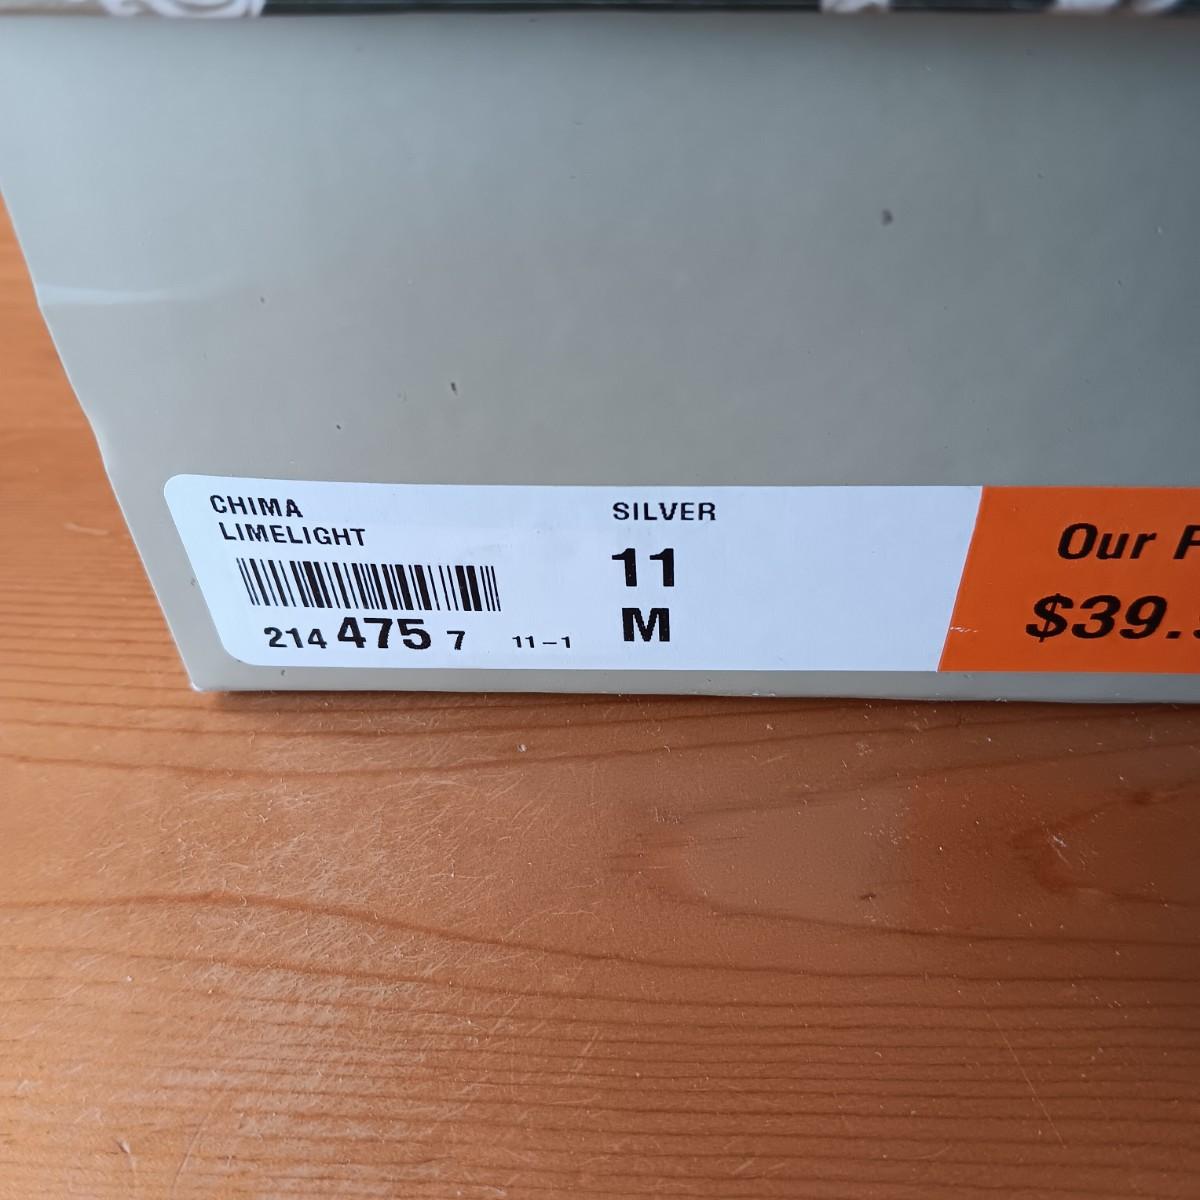 CHIMA
LIMELIGHT
214 475 7 11-1
SILVER
11
M
Our
$39.